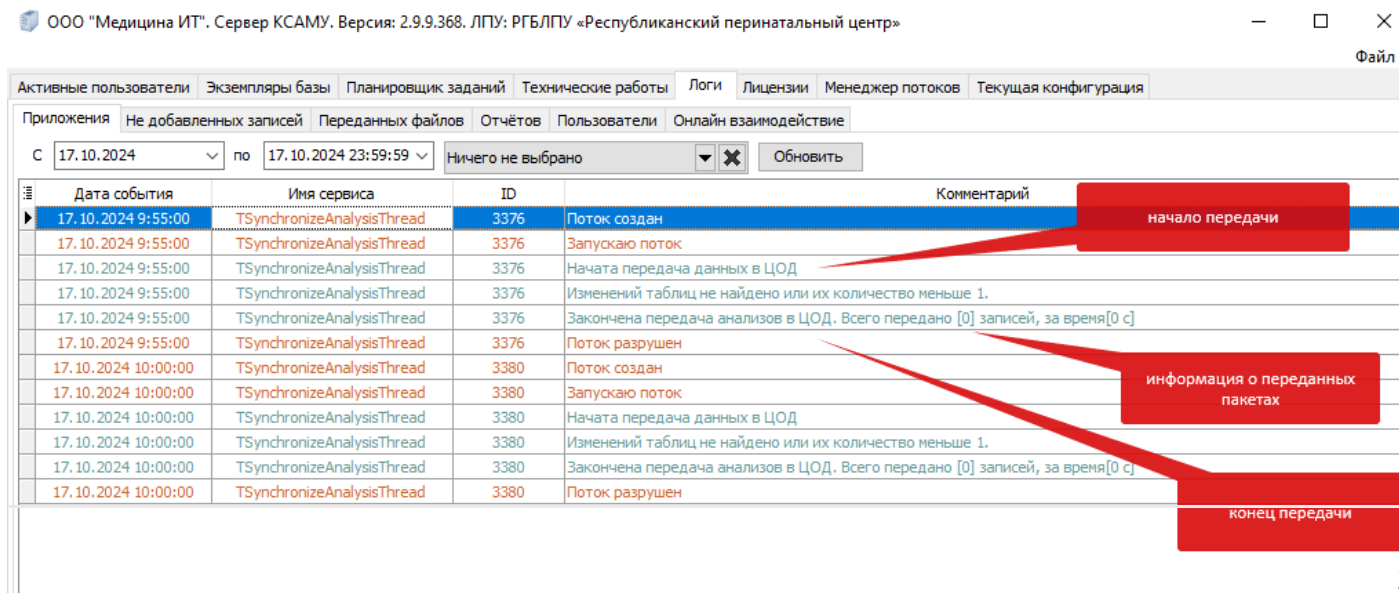 ООО "Медицина ИТ". Сервер КСАМУ. Версия: 2.9.9.368. ЛПУ: РГБЛПУ «Республиканский перинатальный центр»
Файл
Активные пользователи Экземпляры базы Планировщик заданий Технические работы Логи Лицензии Менеджер потоков Текущая конфигурация
Приложения Не добавленных записей Переданных файлов Отчётов Пользователи Онлайн взаимодействие
С 17.10.2024 по 17.10.2024 23:59:59 Ничего не выбрано Обновить
Дата события Имя сервиса ID Комментарий
17.10.2024 9:55:00 TSynchronizeAnalysisThread 3376 Поток создан
начало передачи
17.10.2024 9:55:00 TSynchronizeAnalysisThread 3376 Запускаю поток
17.10.2024 9:55:00 TSynchronizeAnalysisThread 3376 Начата передача данных в ЦОД
17.10.2024 9:55:00 TSynchronizeAnalysisThread 3376 Изменений таблиц не найдено или их количество меньше 1.
17.10.2024 9:55:00 TSynchronizeAnalysisThread 3376 Закончена передача анализов в ЦОД. Всего передано [0] записей, за время[0 с]
17.10.2024 9:55:00 TSynchronizeAnalysisThread 3376 Поток разрушен
17.10.2024 10:00:00 TSynchronizeAnalysisThread 3380 Поток создан
информация о переданных
пакетах
17.10.2024 10:00:00 TSynchronizeAnalysisThread 3380 Запускаю поток
17.10.2024 10:00:00 TSynchronizeAnalysisThread 3380 Начата передача данных в ЦОД
17.10.2024 10:00:00 TSynchronizeAnalysisThread 3380 Изменений таблиц не найдено или их количество меньше 1.
17.10.2024 10:00:00 TSynchronizeAnalysisThread 3380 Закончена передача анализов в ЦОД. Всего передано [0] записей, за время[0 с]
17.10.2024 10:00:00 TSynchronizeAnalysisThread 3380 Поток разрушен
конец передачи